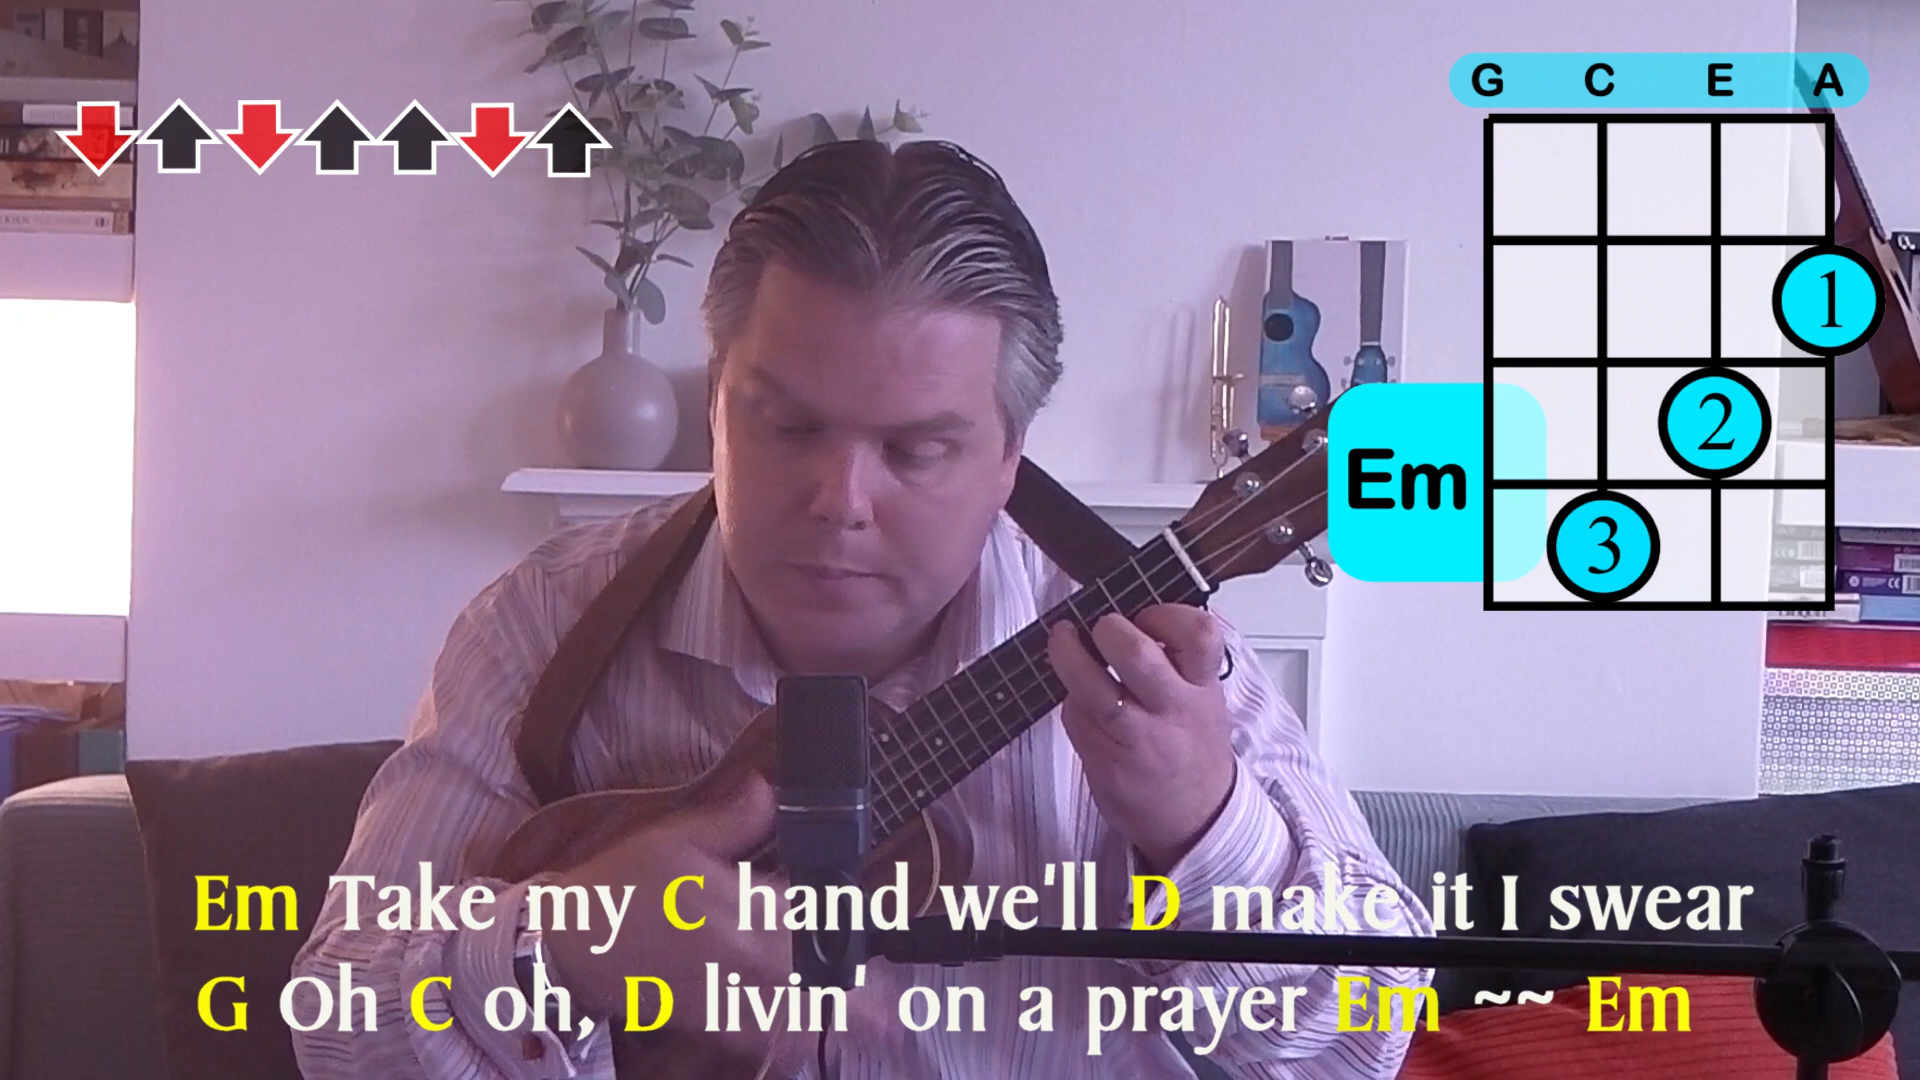 G C E A
1
2
Em
3
Em Take my C hand we'll D make it I swear
G Oh C oh, D livin' on a prayer Em ~~ Em